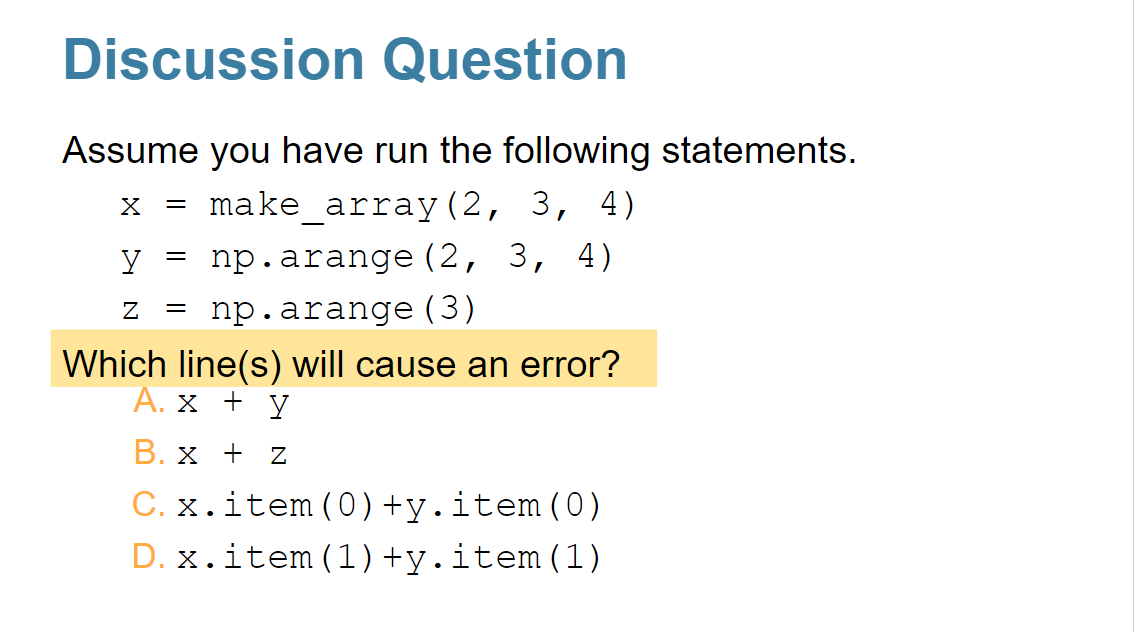 Discussion Question
Assume you have run the following statements.
x = make_array(2, 3, 4)
y = np.arange(2, 3, 4)
z = np.arange(3)
Which line(s) will cause an error?
A. x + y
B. x + z
C. x.item(0)+y.item(0)
D. x.item(1)+y.item(1)